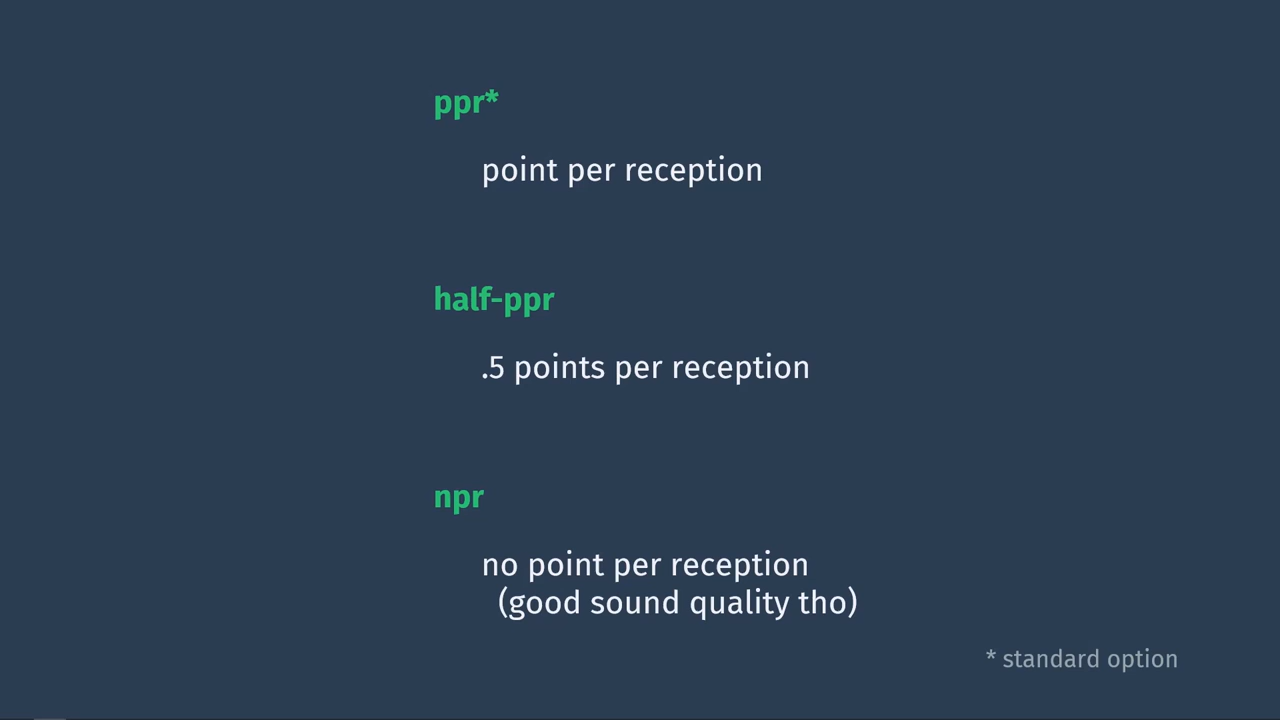 ppr*
point per reception
half-ppr
.5 points per reception
npr
no point per reception
(good sound quality tho)
* standard option